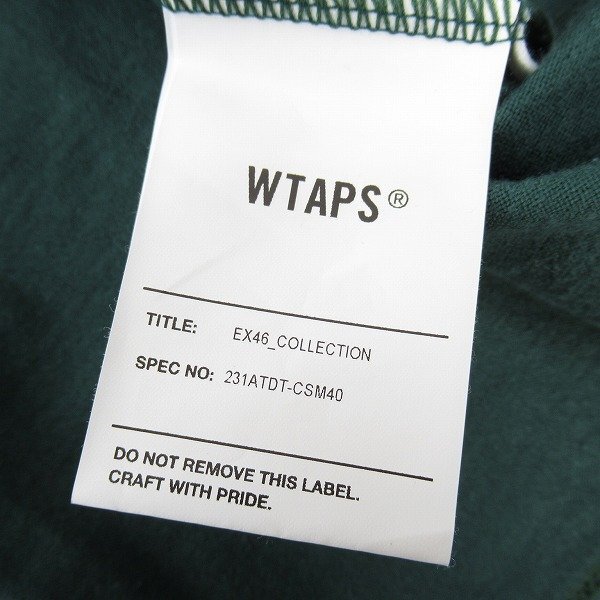 WTAPS®
TITLE: EX46_COLLECTION
SPEC NO: 231ATDT-CSM40
DO NOT REMOVE THIS LABEL.
CRAFT WITH PRIDE.